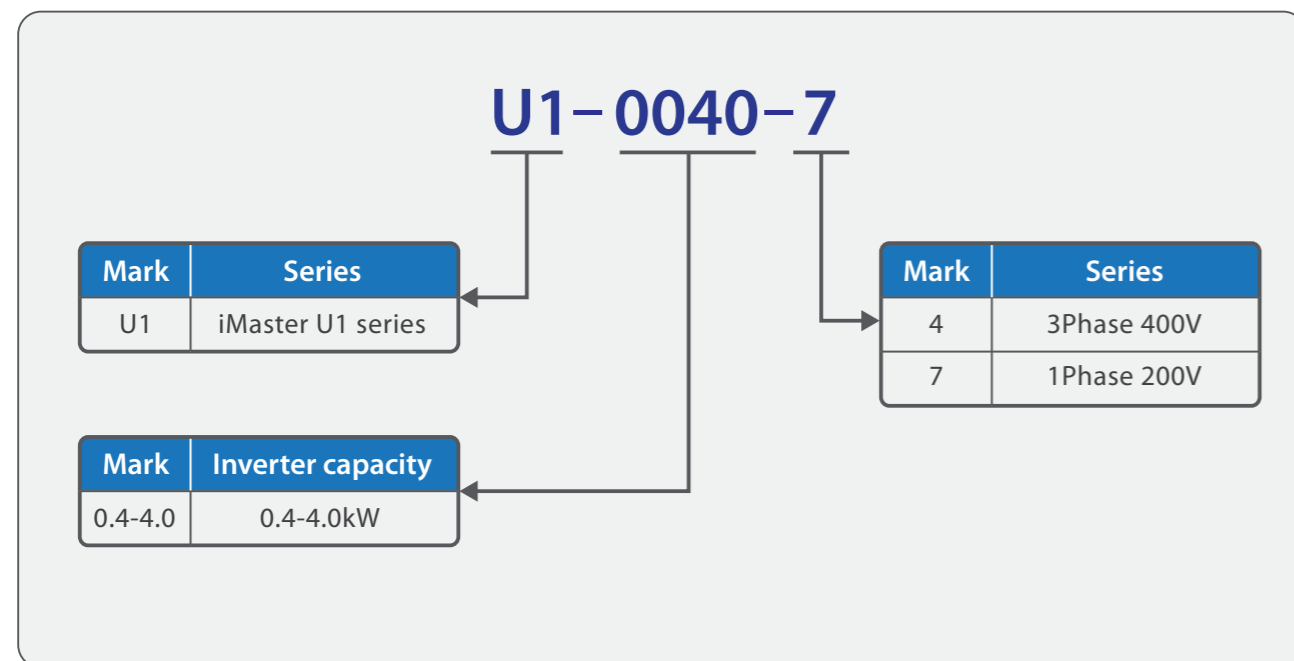 U1-0040-7
Mark Series
U1 iMaster U1 series
Mark Inverter capacity
0.4-4.0 0.4-4.0kW
Mark Series
4 3Phase 400V
7 1Phase 200V